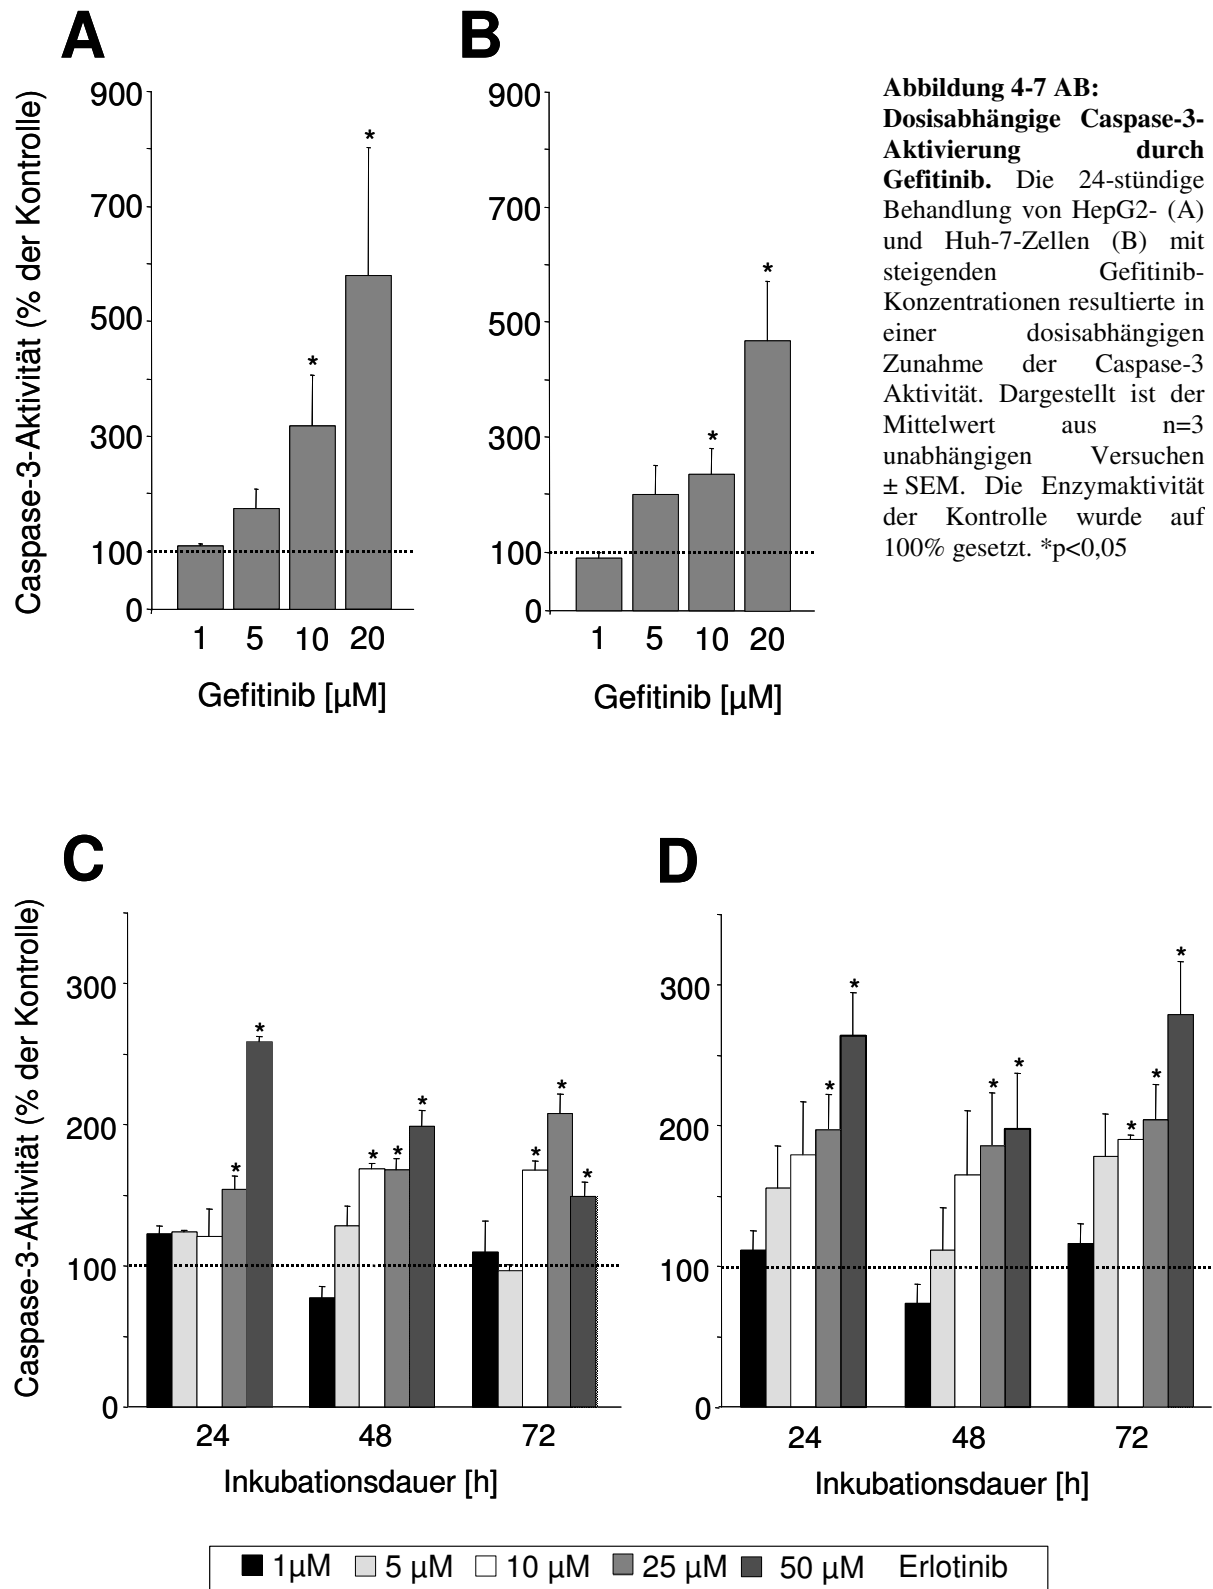 A
B
Caspase-3-Aktivität (% der Kontrolle)
900
700
500
300
100
0
*
*
1 5 10 20
Gefitinib [µM]
900
700
500
300
100
0
*
*
1 5 10 20
Gefitinib [µM]
Abbildung 4-7 AB:
Dosisabhängige Caspase-3-
Aktivierung durch
Gefitinib. Die 24-stündige
Behandlung von HepG2- (A)
und Huh-7-Zellen (B) mit
steigenden Gefitinib-
Konzentrationen resultierte in
einer dosisabhängigen
Zunahme der Caspase-3
Aktivität. Dargestellt ist der
Mittelwert aus n=3
unabhängigen Versuchen
± SEM. Die Enzymaktivität
der Kontrolle wurde auf
100% gesetzt. *p<0,05
C
D
Caspase-3-Aktivität (% der Kontrolle)
300
200
100
0
*
*
*
*
*
*
*
*
24 48 72
Inkubationsdauer [h]
300
200
100
0
*
*
*
*
*
*
*
24 48 72
Inkubationsdauer [h]
1µM 5 µM 10 µM 25 µM 50 µM Erlotinib